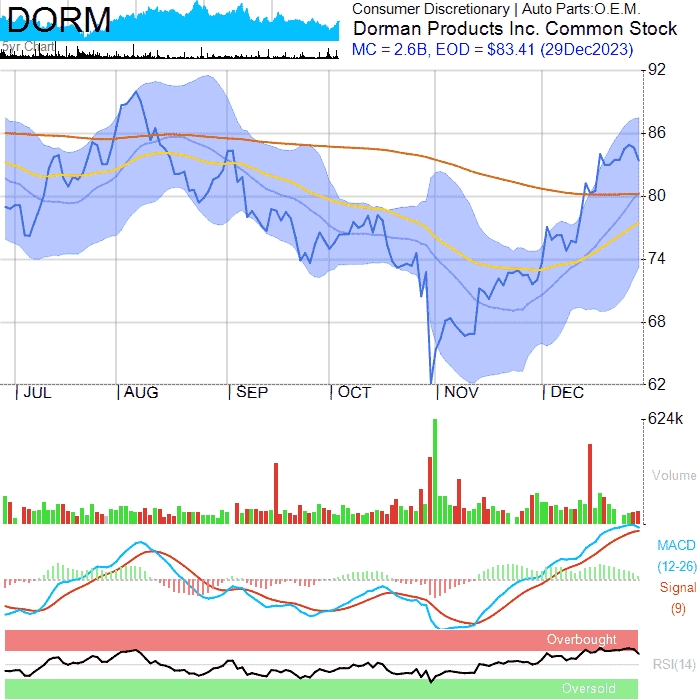 DORM
5yr Chart
Consumer Discretionary | Auto Parts:O.E.M.
Dorman Products Inc. Common Stock
MC = 2.6B, EOD = $83.41 (29Dec2023)
92
86
80
74
68
62
JUL AUG SEP OCT NOV DEC
624k
Volume
MACD
(12-26)
Signal
(9)
Overbought
RSI(14)
Oversold